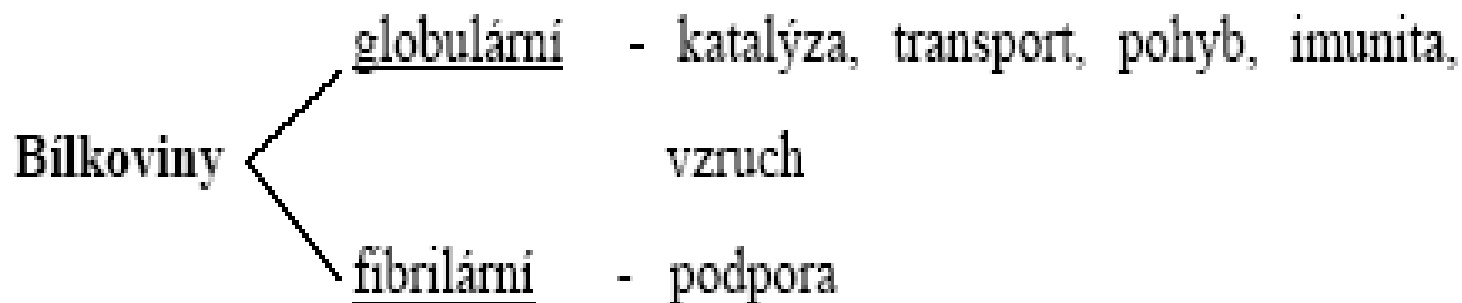 globulární - katalýza, transport, pohyb, imunita,
Bílkoviny vzruch
fibrilární - podpora